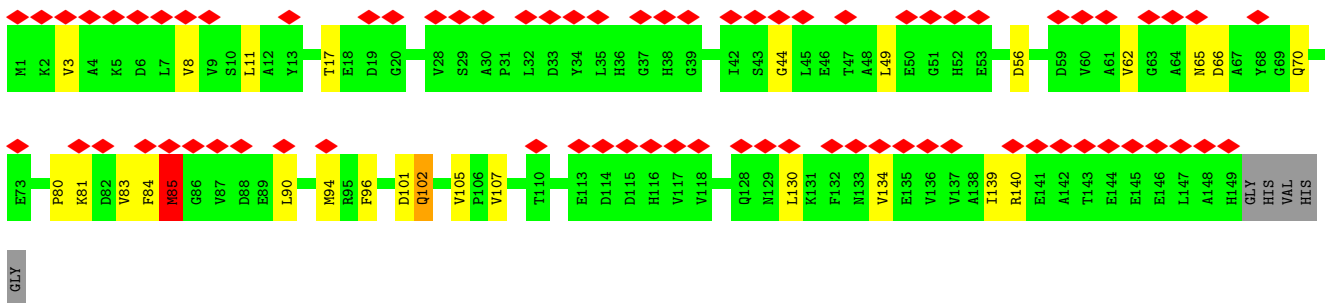 M1 K2 V3 A4 K5 D6 L7 V8 V9 S10 L11 A12 Y13 T17 E18 D19 G20 V28 S29 A30 P31 L32 D33 Y34 L35 H36 G37 H38 G39 I42 S43 G44 L45 E46 T47 A48 L49 E50 G51 H52 E53 D56 D59 V60 A61 V62 G63 A64 N65 D66 A67 Y68 G69 Q70
E73 P80 K81 D82 V83 F84 M85 G86 V87 D88 E89 L90 M94 R95 F96 D101 Q102 V105 P106 V107 T110 E113 D114 D115 H116 V117 V118 Q128 N129 L130 K131 F132 N133 V134 E135 V136 V137 A138 I139 R140 E141 A142 T143 E144 E145 E146 L147 A148 H149 GLY HIS VAL HIS
GLY